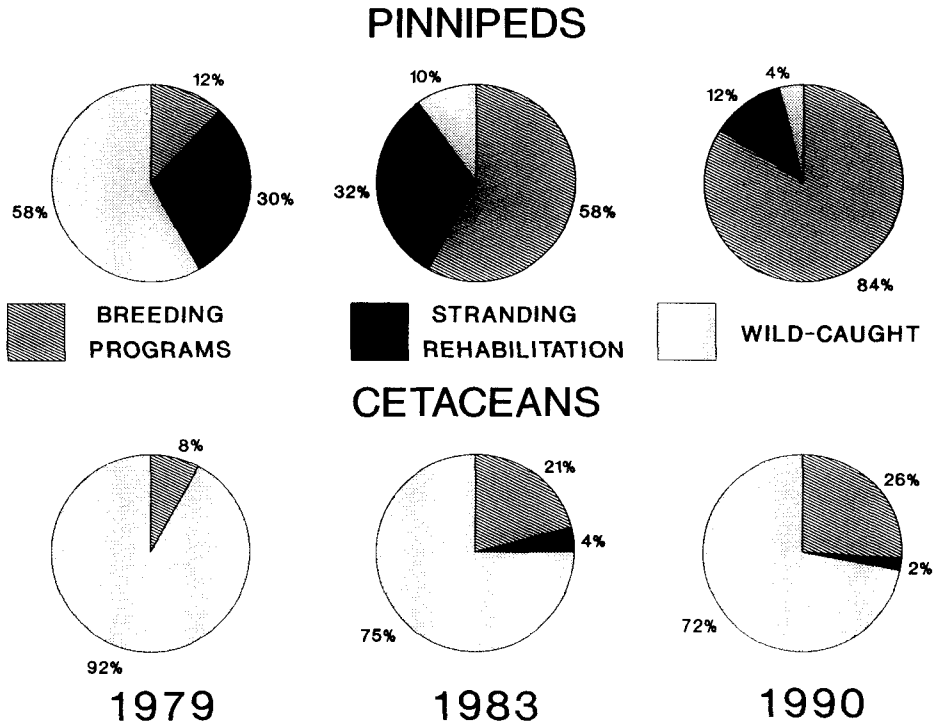 PINNIPEDS
12%
30%
58%
10%
32%
58%
4%
12%
84%
BREEDING
PROGRAMS
STRANDING
REHABILITATION
WILD-CAUGHT
CETACEANS
8%
92%
21%
4%
75%
26%
2%
72%
1979
1983
1990